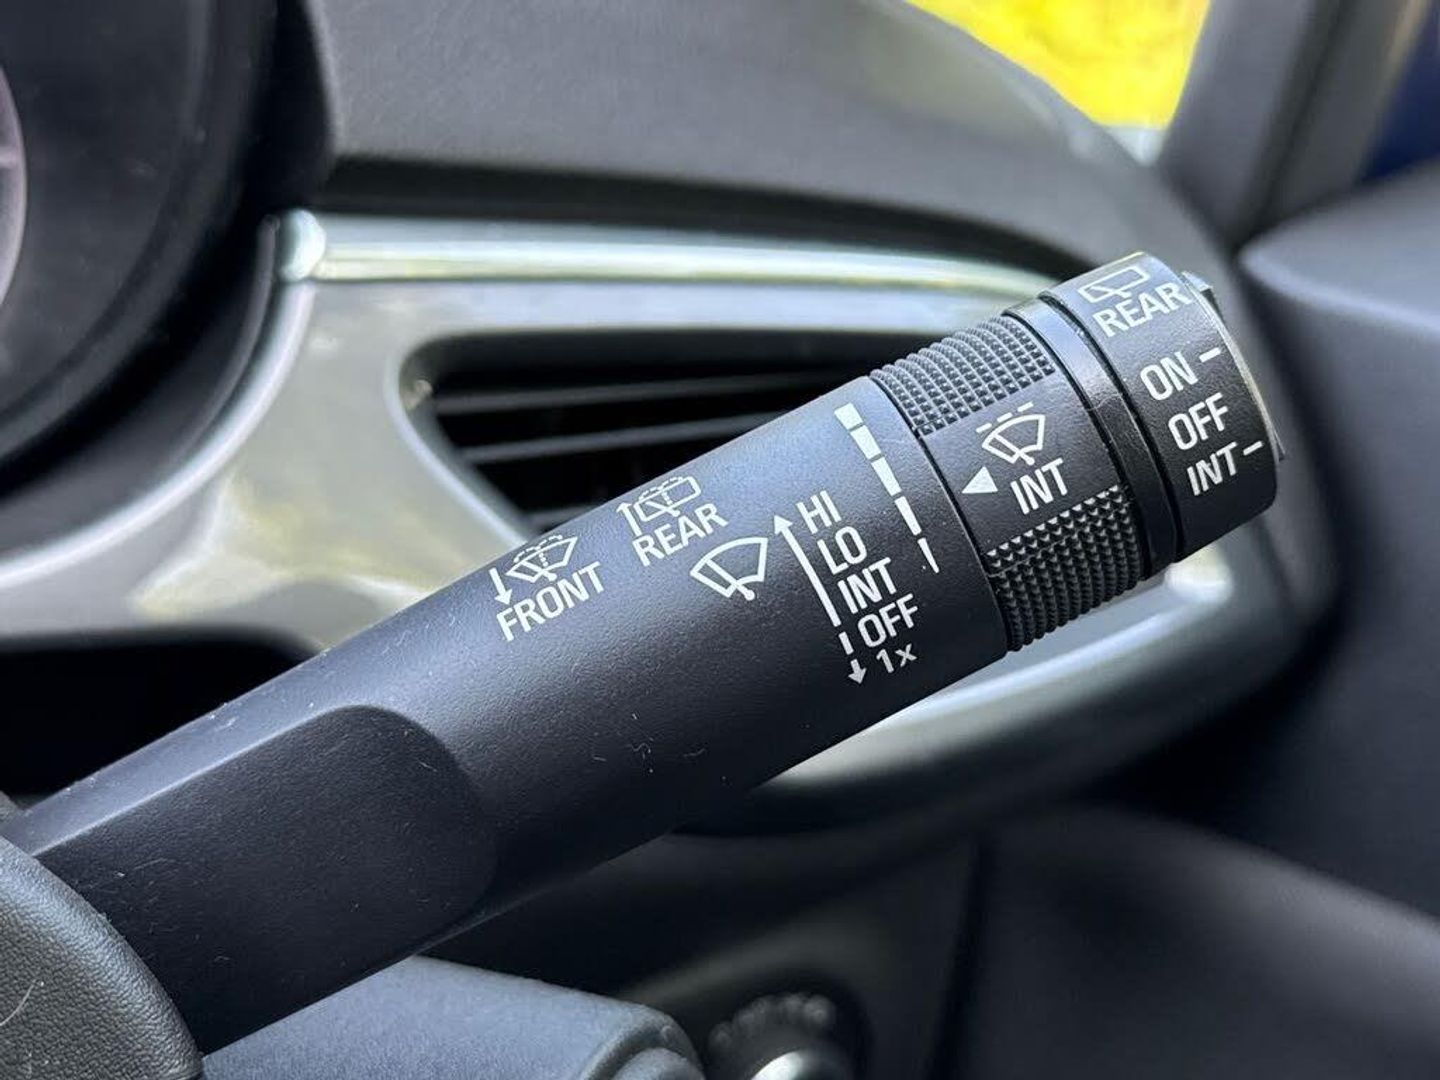 FRONT
REAR
HI
LO
INT
OFF
1x
INT
REAR
ON
OFF
INT